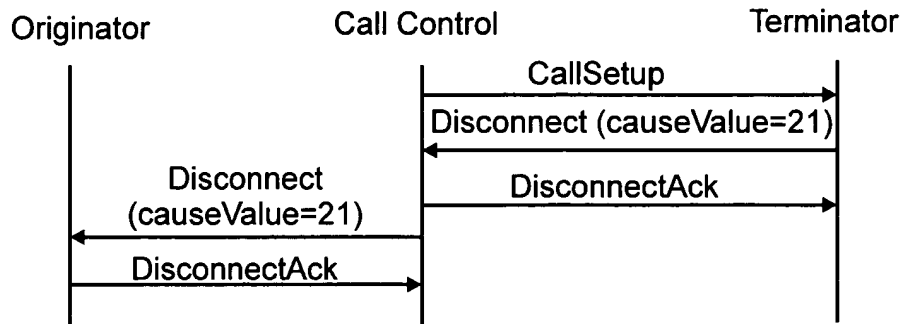 Originator
Call Control
Terminator
CallSetup
Disconnect (causeValue=21)
Disconnect
(causeValue=21)
DisconnectAck
DisconnectAck